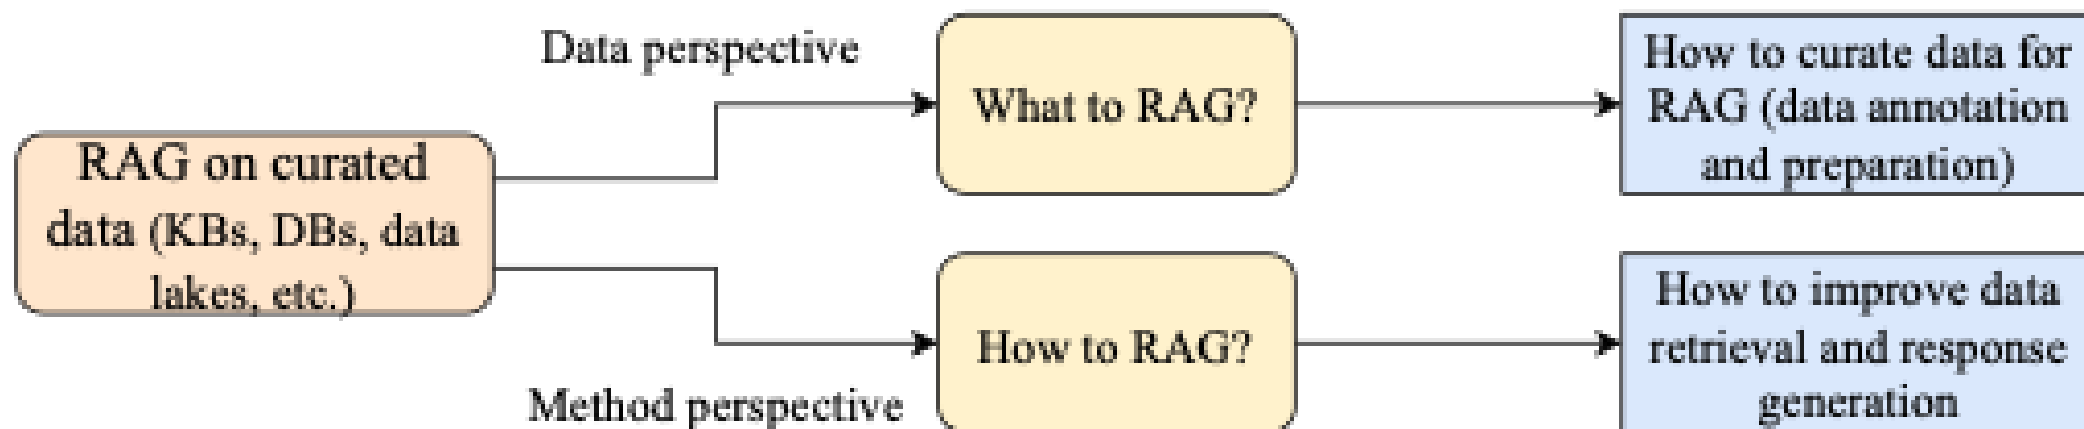 Data perspective
What to RAG?
How to curate data for
RAG (data annotation
and preparation)
RAG on curated
data (KBs, DBs, data
lakes, etc.)
How to RAG?
Method perspective
How to improve data
retrieval and response
generation